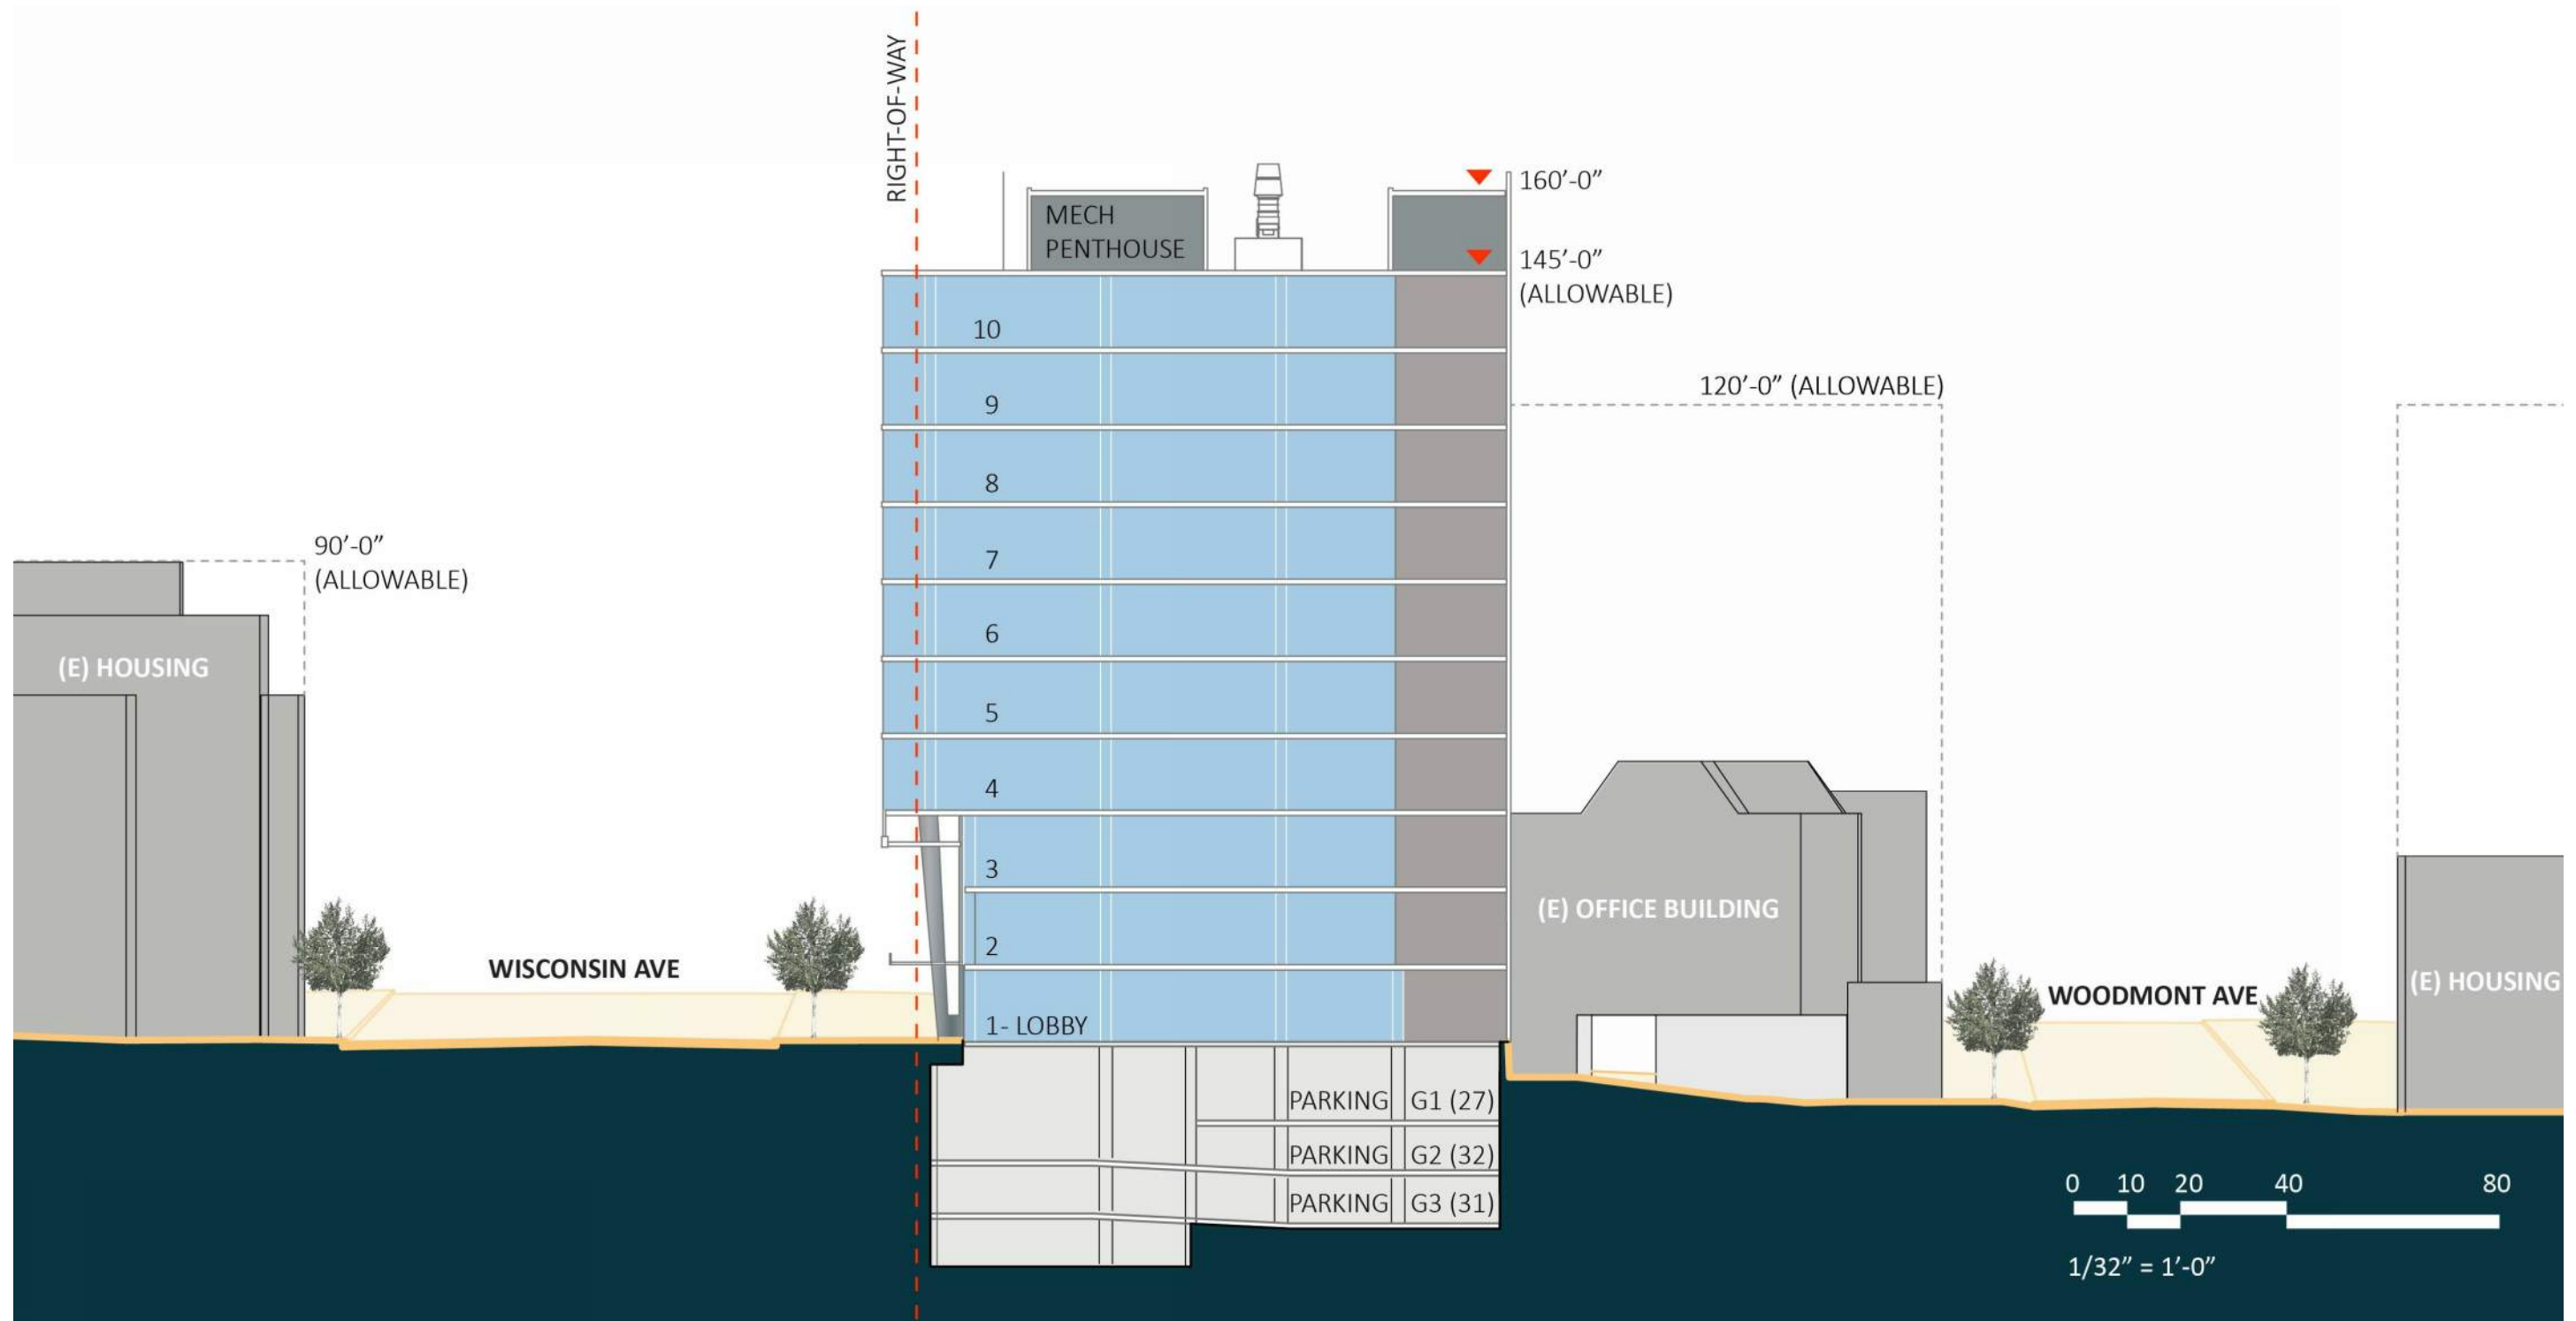 RIGHT-OF-WAY
160’-0”
MECH
PENTHOUSE
145’-0”
(ALLOWABLE)
10
120’-0” (ALLOWABLE)
9
8
90’-0”
(ALLOWABLE)
7
6
(E) HOUSING
5
4
3
(E) OFFICE BUILDING
2
WISCONSIN AVE
(E) HOUSING
WOODMONT AVE
1- LOBBY
PARKING G1 (27)
PARKING G2 (32)
PARKING G3 (31)
0 10 20 40 80
1/32” = 1’-0”